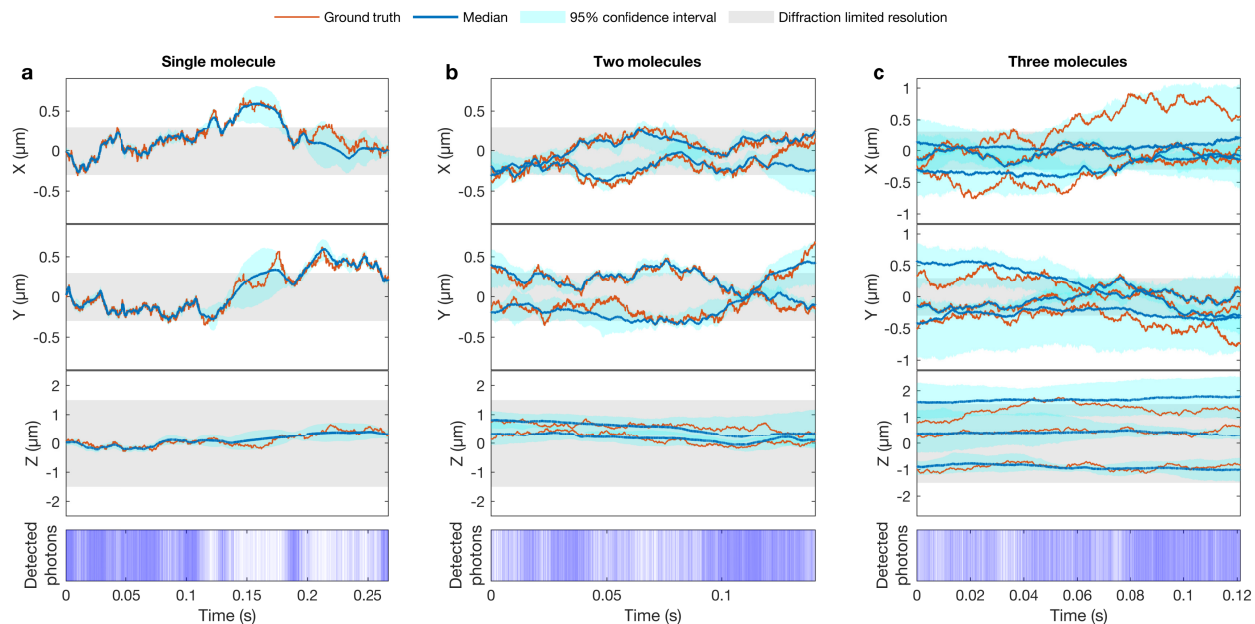 Ground truth Median 95% confidence interval Diffraction limited resolution
a Single molecule
b Two molecules
c Three molecules
X (µm)
0.5
0
-0.5
Y (µm)
0.5
0
-0.5
Z (µm)
2
1
0
-1
-2
Detected
photons
0 0.05 0.1 0.15 0.2 0.25
Time (s)
X (µm)
0.5
0
-0.5
Y (µm)
0.5
0
-0.5
Z (µm)
2
1
0
-1
-2
Detected
photons
0 0.05 0.1
Time (s)
X (µm)
1
0.5
0
-0.5
-1
Y (µm)
1
0.5
0
-0.5
-1
Z (µm)
2
1
0
-1
-2
Detected
photons
0 0.02 0.04 0.06 0.08 0.1 0.12
Time (s)